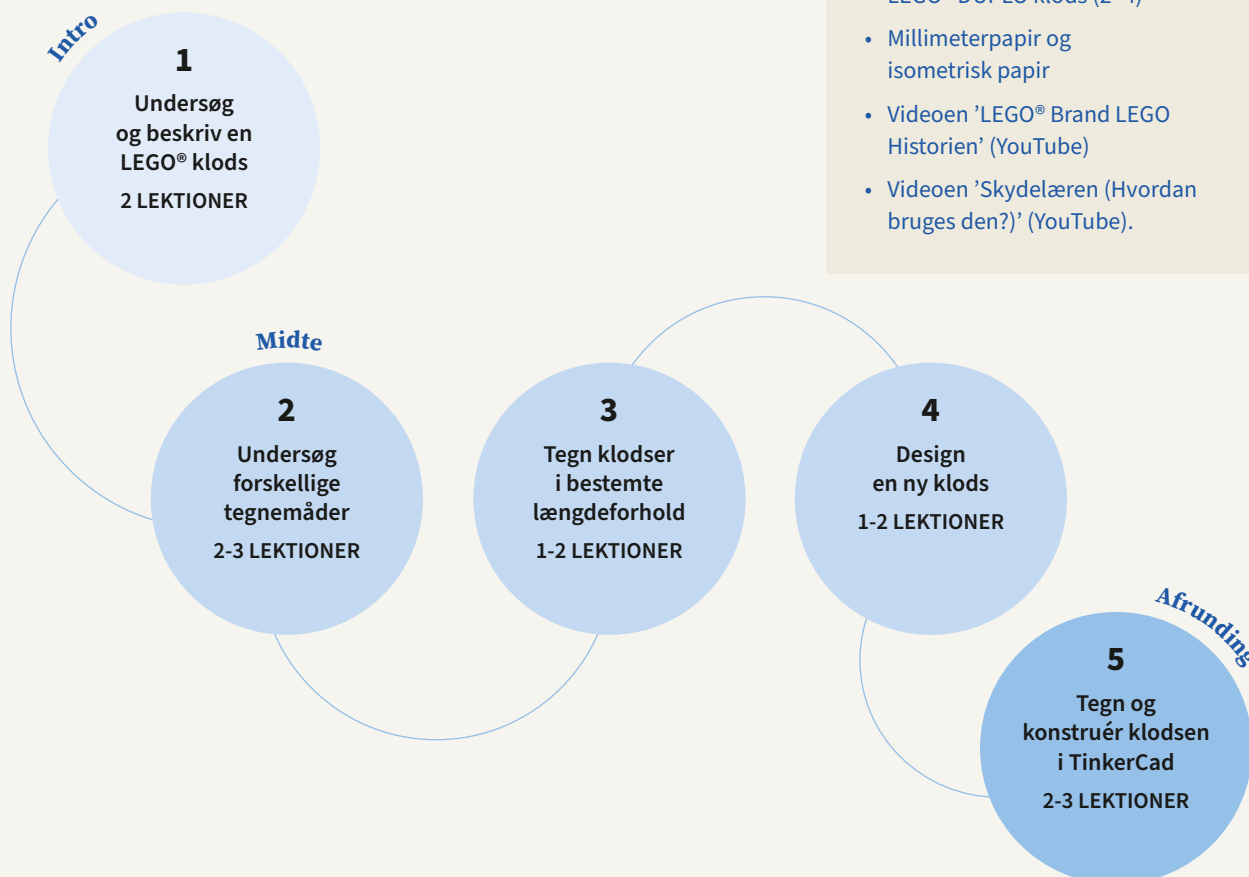 Intro
1
Undersøg
og beskriv en
LEGO® klods
2 LEKTIONER
• Millimeterpapir og
isometrisk papir
• Videoen ’LEGO® Brand LEGO
Historien’ (YouTube)
• Videoen ’Skydelæren (Hvordan
bruges den?)’ (YouTube).
Midte
2
Undersøg
forskellige
tegnemåder
2-3 LEKTIONER
3
Tegn klodser
i bestemte
længdeforhold
1-2 LEKTIONER
4
Design
en ny klods
1-2 LEKTIONER
Afrunding
5
Tegn og
konstruér klodsen
i TinkerCad
2-3 LEKTIONER